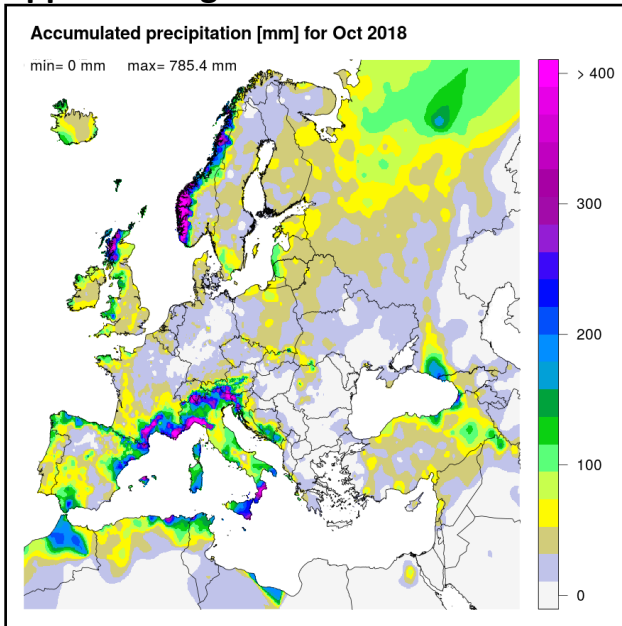 Accumulated precipitation [mm] for Oct 2018
min= 0 mm max= 785.4 mm
> 400
300
200
100
0